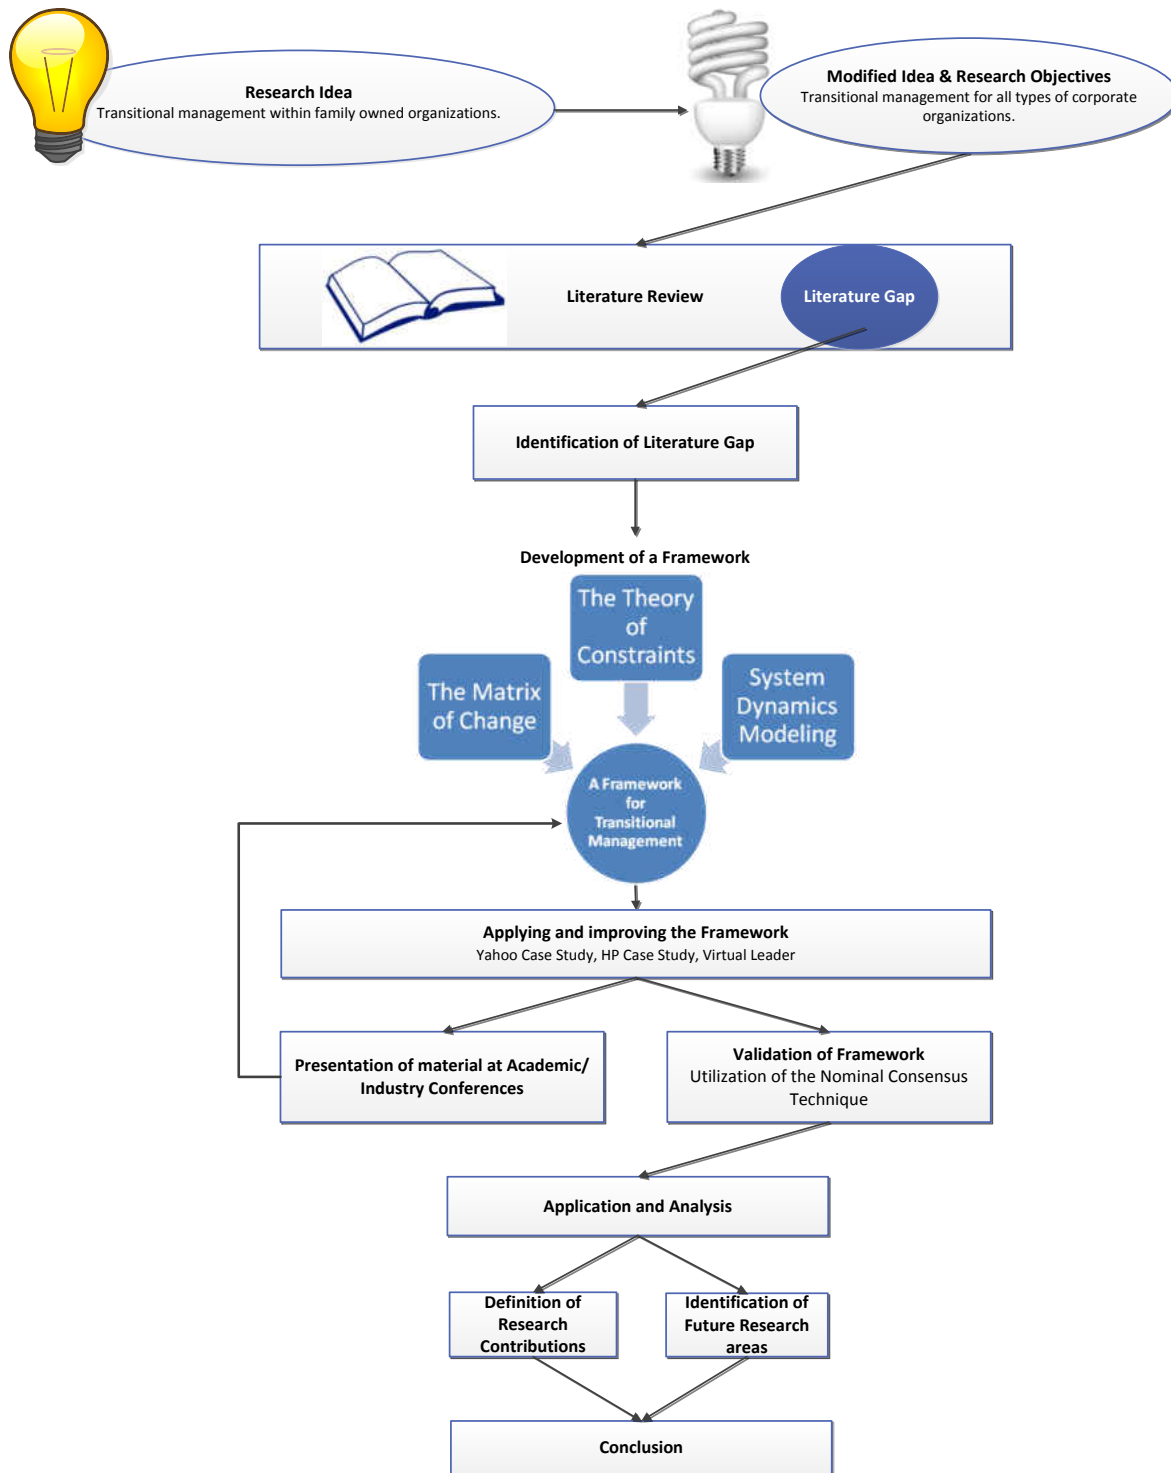 Research Idea
Transitional management within family owned organizations.
Modified Idea & Research Objectives
Transitional management for all types of corporate
organizations.
Literature Review
Literature Gap
Identification of Literature Gap
Development of a Framework
The Theory
of
Constraints
The Matrix
of Change
System
Dynamics
Modeling
A Framework
for
Transitional
Management
Applying and improving the Framework
Yahoo Case Study, HP Case Study, Virtual Leader
Presentation of material at Academic/
Industry Conferences
Validation of Framework
Utilization of the Nominal Consensus
Technique
Application and Analysis
Definition of
Research
Contributions
Identification of
Future Research
areas
Conclusion